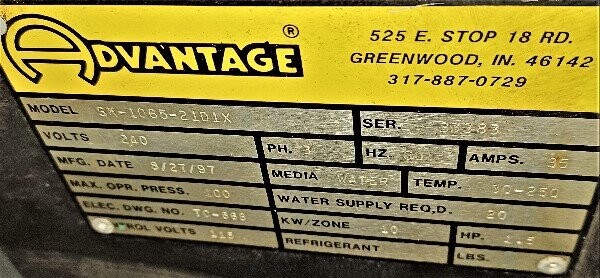 ADVANTAGE ®
525 E. STOP 18 RD.
GREENWOOD, IN. 46142
317-887-0729
MODEL SK-1065-21D1X
SER.
VOLTS 240 PH. HZ. AMPS. 35
MFG. DATE 8/27/97 MEDIA WATER TEMP. 30-250
MAX. OPR. PRESS. 100 WATER SUPPLY REQ,D. 20
ELEC. DWG. NO. KW/ZONE 10 HP.
VOLTS 115 REFRIGERANT LBS.